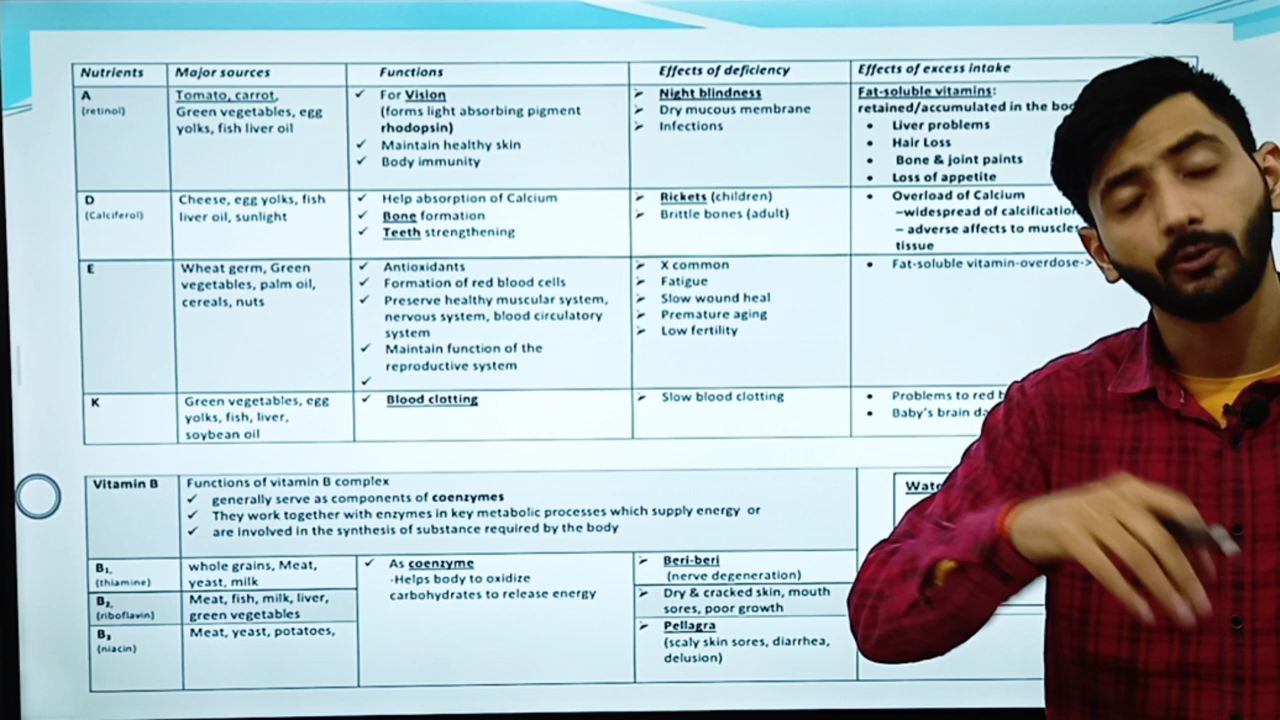 Nutrients Major sources Functions Effects of deficiency Effects of excess intake
A
(retinol)
Tomato, carrot,
Green vegetables, egg
yolks, fish liver oil
✓ For Vision
(forms light absorbing pigment
rhodopsin)
✓ Maintain healthy skin
✓ Body immunity
➢ Night blindness
➢ Dry mucous membrane
➢ Infections
Fat-soluble vitamins:
retained/accumulated in the
• Liver problems
• Hair Loss
• Bone & joint paints
• Loss of appetite
D
(Calciferol)
Cheese, egg yolks, fish
liver oil, sunlight
✓ Help absorption of Calcium
✓ Bone formation
✓ Teeth strengthening
➢ Rickets (children)
➢ Brittle bones (adult)
• Overload of Calcium
–widespread of
– adverse affects to muscles
tissue
E
Wheat germ, Green
vegetables, palm oil,
cereals, nuts
✓ Antioxidants
✓ Formation of red blood cells
✓ Preserve healthy muscular system,
nervous system, blood circulatory
system
✓ Maintain function of the
reproductive system
✓
➢ X common
➢ Fatigue
➢ Slow wound heal
➢ Premature aging
➢ Low fertility
• Fat-soluble vitamin-overdose->
K
Green vegetables, egg
yolks, fish, liver,
soybean oil
✓ Blood clotting
➢ Slow blood clotting
• Problems to red
• Baby's brain
Vitamin B
Functions of vitamin B complex
✓ generally serve as components of coenzymes
✓ They work together with enzymes in key metabolic processes which supply energy or
✓ are involved in the synthesis of substance required by the body
B1,
(thiamine)
whole grains, Meat,
yeast, milk
✓ As coenzyme
-Helps body to oxidize
carbohydrates to release energy
➢ Beri-beri
(nerve degeneration)
B2,
(riboflavin)
Meat, fish, milk, liver,
green vegetables
➢ Dry & cracked skin, mouth
sores, poor growth
B3
(niacin)
Meat, yeast, potatoes,
➢ Pellagra
(scaly skin sores, diarrhea,
delusion)